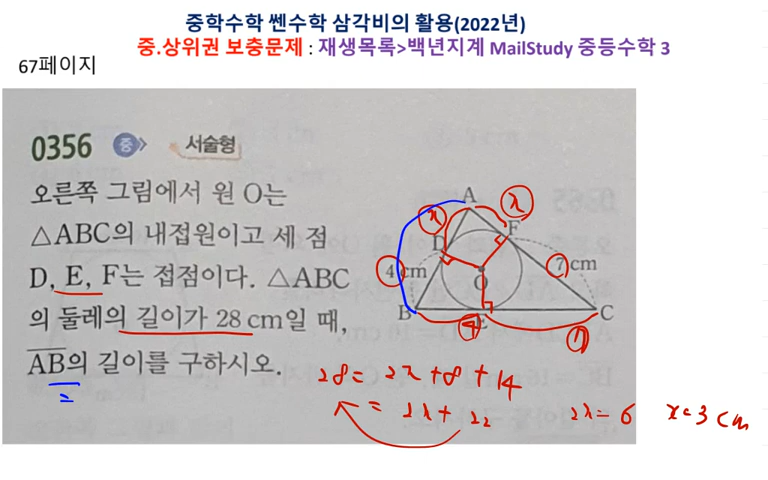 중학수학 쎈수학 삼각비의 활용(2022년)
중.상위권 보충문제 : 재생목록>백년지계 MailStudy 중등수학 3
67페이지
0356 중 서술형
오른쪽 그림에서 원 O는
△ABC의 내접원이고 세 점
D, E, F는 접점이다. △ABC
의 둘레의 길이가 28 cm일 때,
AB의 길이를 구하시오.
A
x x
D F
4 cm 7 cm
O
B E C
4 7
28 = 2x + 8 + 14
= 2x + 22 2x = 6 x = 3 cm